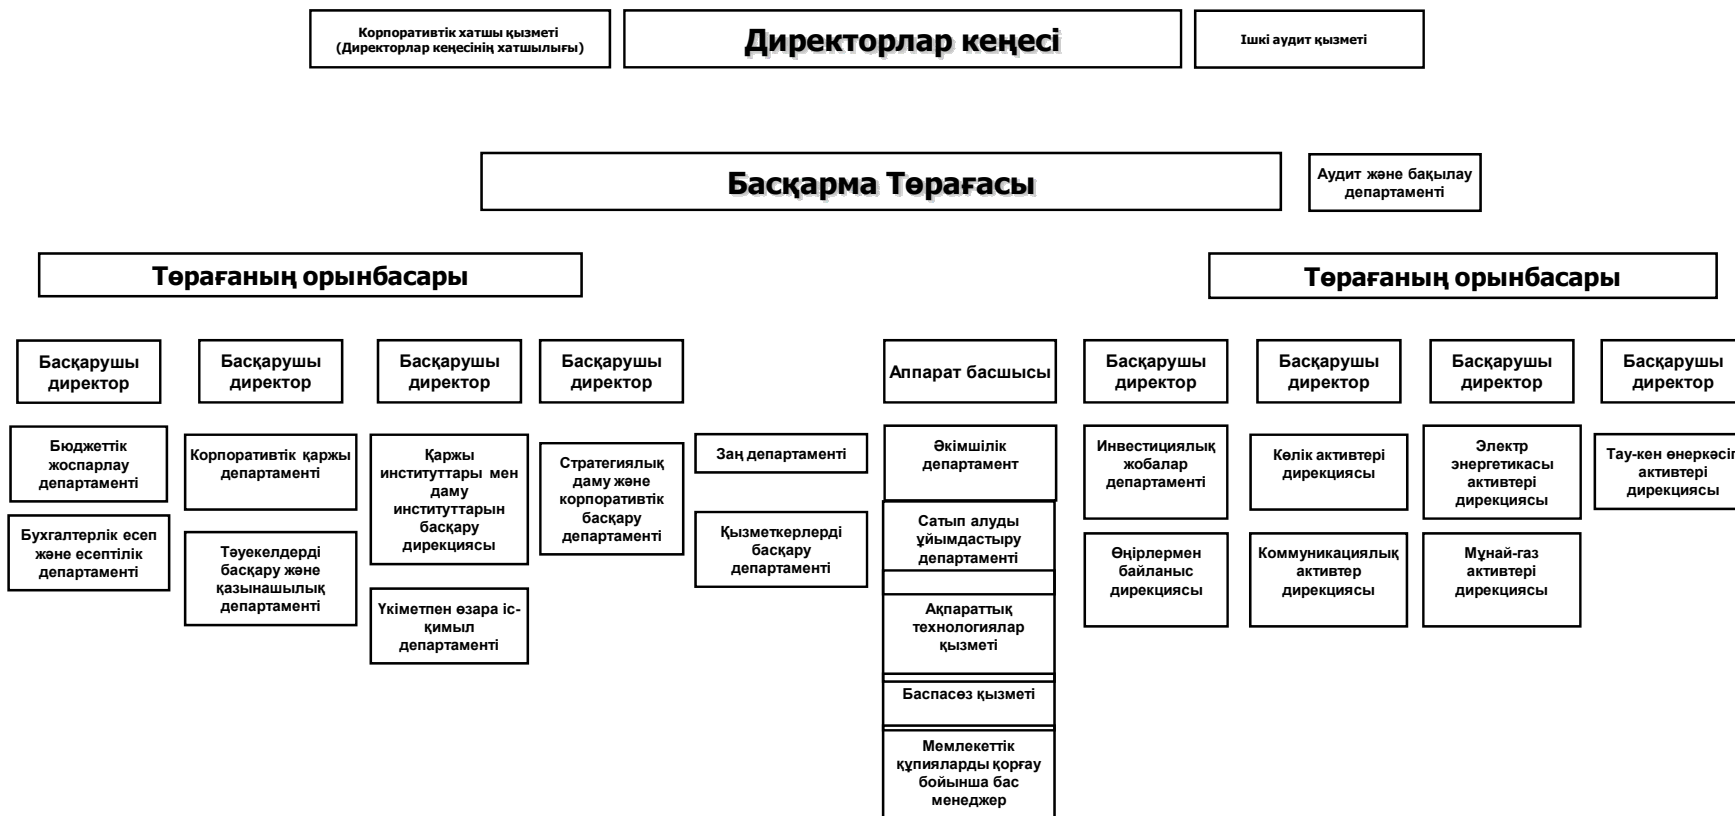 Корпоративтік хатшы қызметі
(Директорлар кеңесінің хатшылығы)
Директорлар кеңесі
Ішкі аудит қызметі
Басқарма Төрағасы
Аудит және бақылау
департаменті
Төрағаның орынбасары
Төрағаның орынбасары
Басқарушы
директор
Басқарушы
директор
Басқарушы
директор
Басқарушы
директор
Аппарат басшысы
Басқарушы
директор
Басқарушы
директор
Басқарушы
директор
Басқарушы
директор
Бюджеттік
жоспарлау
департаменті
Бухгалтерлік есеп
және есептілік
департаменті
Корпоративтік қаржы
департаменті
Тәуекелдерді
басқару және
қазынашылық
департаменті
Қаржы
институттары мен
даму
институттарын
басқару
дирекциясы
Үкіметпен өзара іс-
қимыл
департаменті
Стратегиялық
даму және
корпоративтік
басқару
департаменті
Заң департаменті
Қызметкерлерді
басқару
департаменті
Әкімшілік
департамент
Сатып алуды
ұйымдастыру
департаменті
Ақпараттық
технологиялар
қызметі
Баспасөз қызметі
Мемлекеттік
құпияларды қорғау
бойынша бас
менеджер
Инвестициялық
жобалар
департаменті
Өңірлермен
байланыс
дирекциясы
Көлік активтері
дирекциясы
Коммуникациялық
активтер
дирекциясы
Электр
энергетикасы
активтері
дирекциясы
Мұнай-газ
активтері
дирекциясы
Тау-кен өнеркәсіп
активтері
дирекциясы